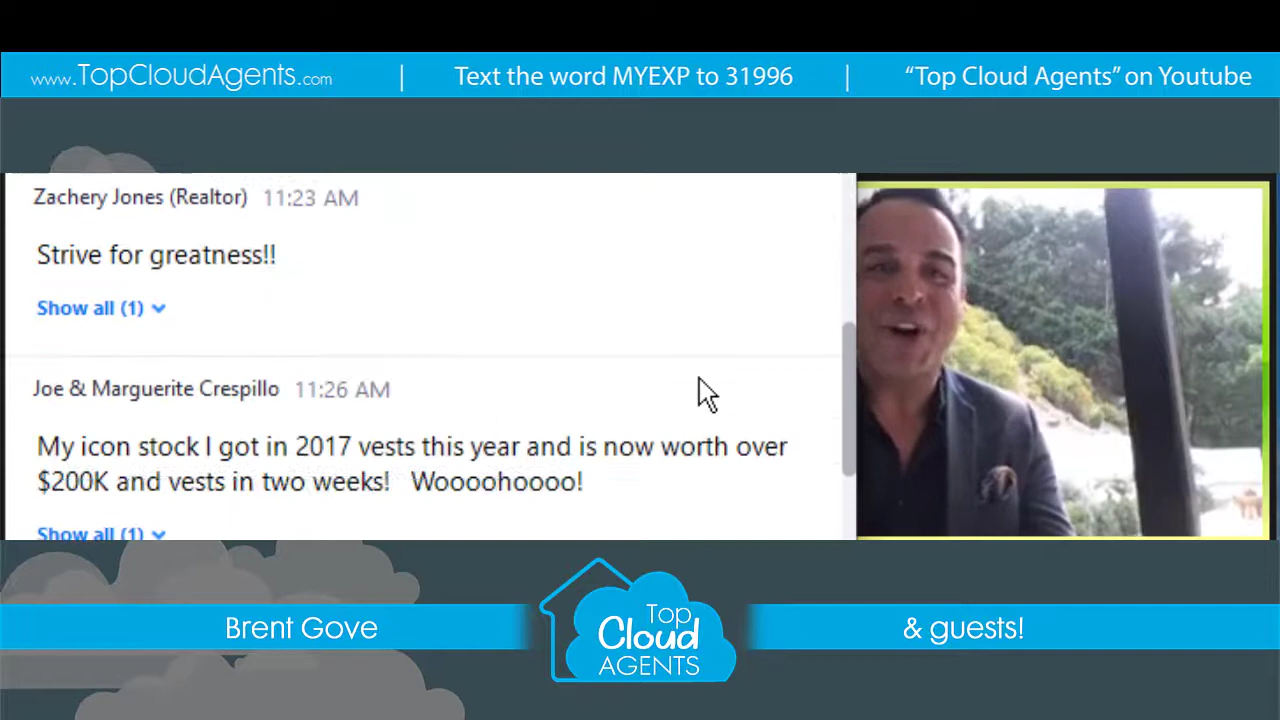 www.TopCloudAgents.com | Text the word MYEXP to 31996 | “Top Cloud Agents” on Youtube
Zachery Jones (Realtor) 11:23 AM
Strive for greatness!!
Show all (1)
Joe & Marguerite Crespillo 11:26 AM
My icon stock I got in 2017 vests this year and is now worth over
$200K and vests in two weeks! Woooohoooo!
Show all (1)
Brent Gove
Top
Cloud
AGENTS
& guests!